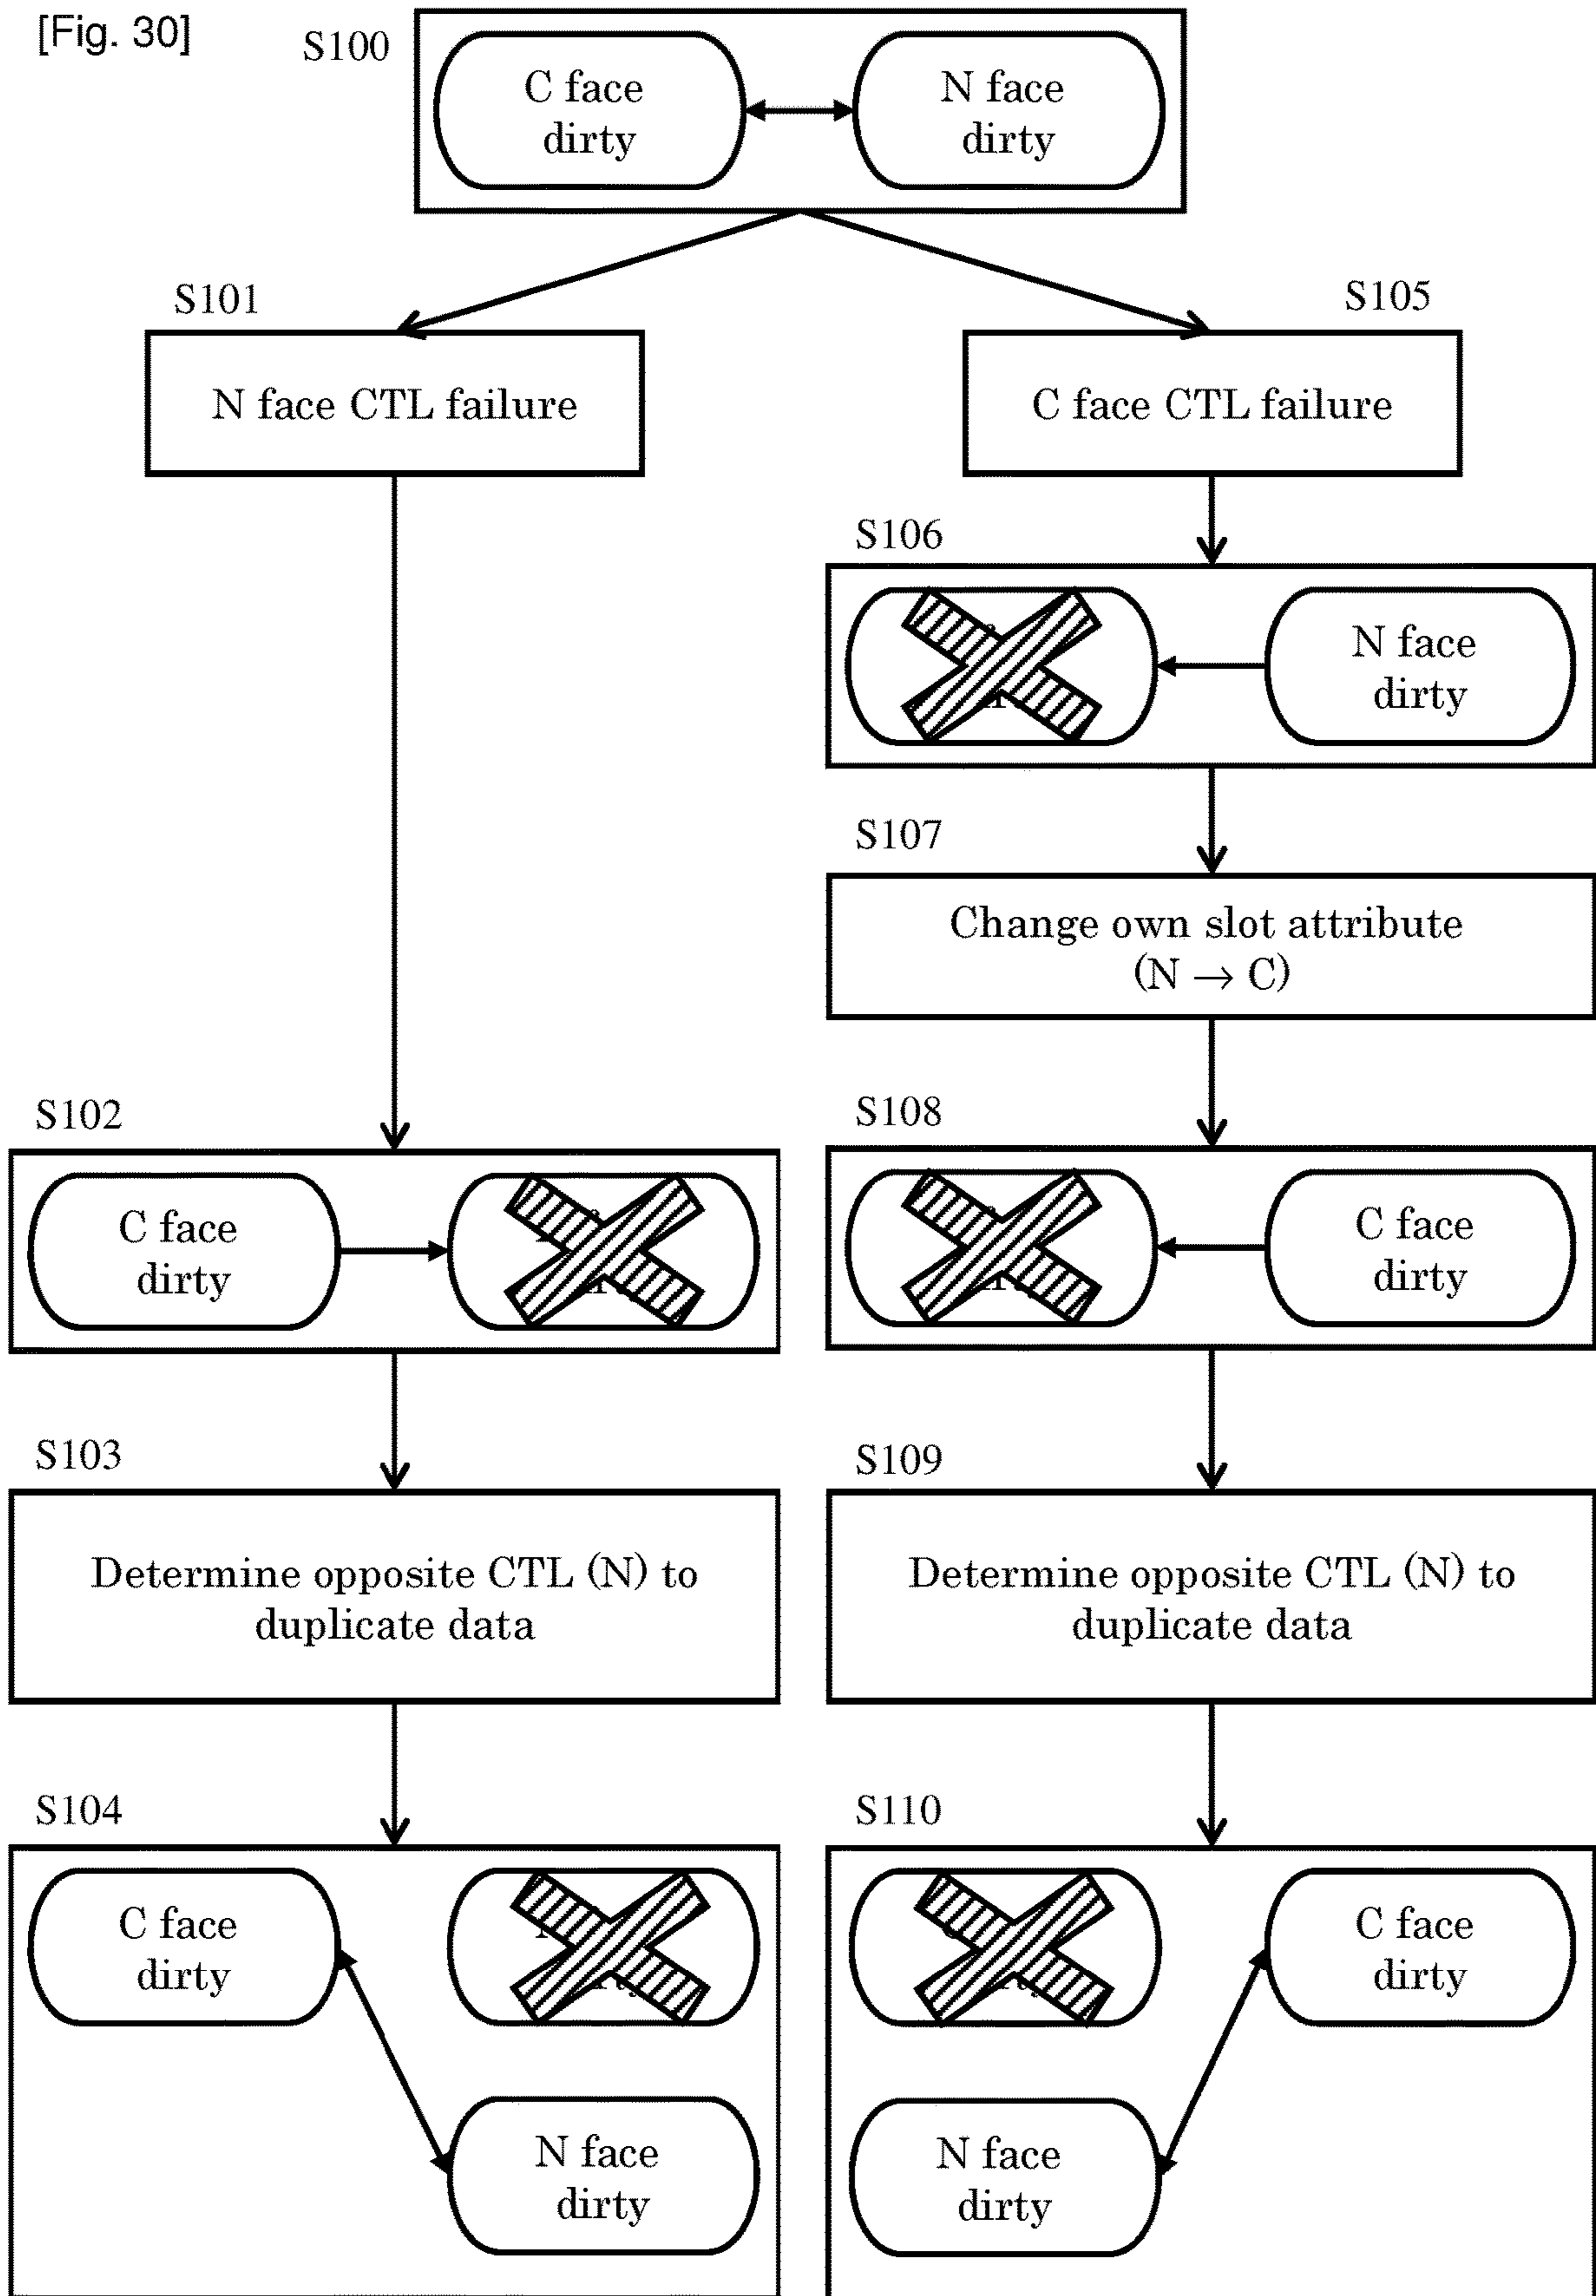 [Fig. 30]
S100
C face
dirty
N face
dirty
S101
N face CTL failure
S105
C face CTL failure
S106
N face
dirty
S107
Change own slot attribute
(N → C)
S102
C face
dirty
S108
C face
dirty
S103
Determine opposite CTL (N) to
duplicate data
S109
Determine opposite CTL (N) to
duplicate data
S104
C face
dirty
N face
dirty
S110
C face
dirty
N face
dirty